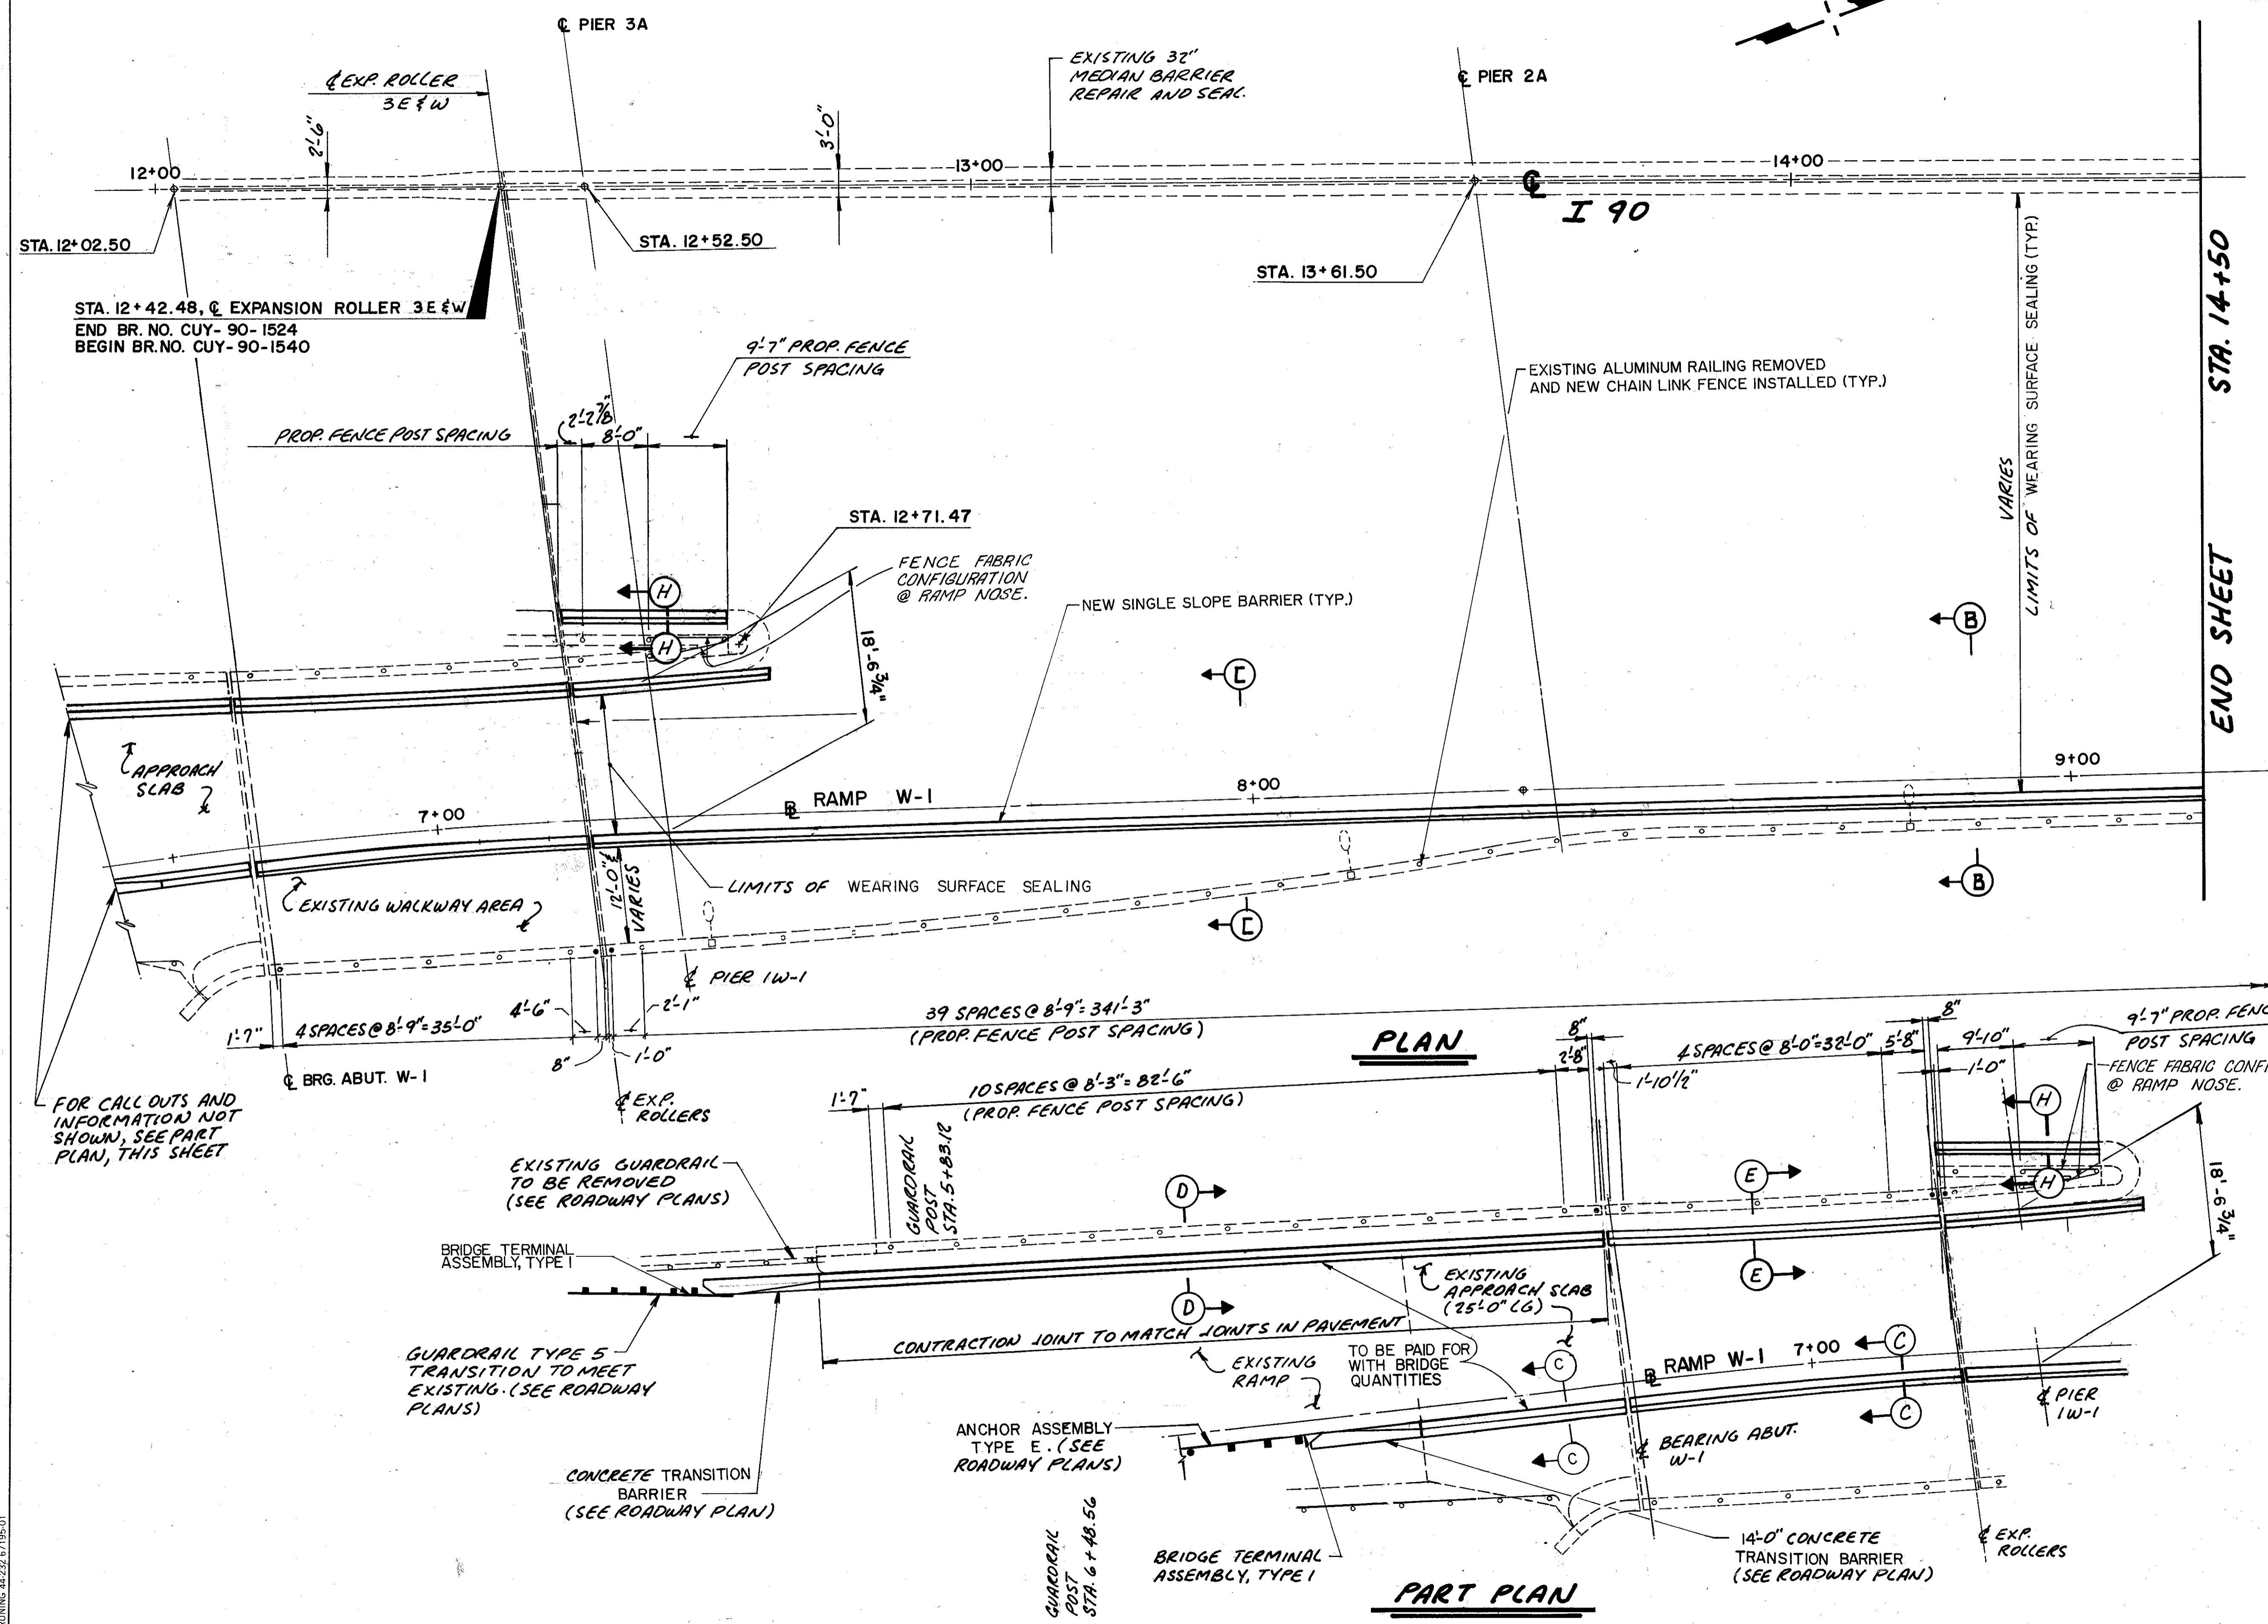 ℄ PIER 3A
℄ EXP. ROLLER
3E & W
EXISTING 32"
MEDIAN BARRIER
REPAIR AND SEAL.
℄ PIER 2A
2'-6"
3'-0"
12+00
13+00
14+00
℄
I 90
STA. 12+02.50
STA. 12+52.50
STA. 13+61.50
STA. 12+42.48, ℄ EXPANSION ROLLER 3E & W
END BR. NO. CUY-90-1524
BEGIN BR. NO. CUY-90-1540
9'-7" PROP. FENCE
POST SPACING
EXISTING ALUMINUM RAILING REMOVED
AND NEW CHAIN LINK FENCE INSTALLED (TYP.)
VARIES
LIMITS OF WEARING SURFACE SEALING (TYP.)
END SHEET STA. 14+50
PROP. FENCE POST SPACING
2'-2 7/8"
8'-0"
STA. 12+71.47
FENCE FABRIC
CONFIGURATION
@ RAMP NOSE.
H
H
18'-6 3/4"
NEW SINGLE SLOPE BARRIER (TYP.)
C
B
APPROACH
SLAB
7+00
BL RAMP W-1
8+00
9+00
EXISTING WALKWAY AREA
12'-0"±
VARIES
LIMITS OF WEARING SURFACE SEALING
C
B
℄ PIER 1W-1
1'-7"
4 SPACES @ 8'-9" = 35'-0"
4'-6"
8"
1'-0"
2'-1"
39 SPACES @ 8'-9" = 341'-3"
(PROP. FENCE POST SPACING)
PLAN
℄ BRG. ABUT. W-1
℄ EXP.
ROLLERS
FOR CALL OUTS AND
INFORMATION NOT
SHOWN, SEE PART
PLAN, THIS SHEET
1'-7"
10 SPACES @ 8'-3" = 82'-6"
(PROP. FENCE POST SPACING)
8"
2'-8"
1'-10 1/2"
4 SPACES @ 8'-0" = 32'-0"
5'-8"
8"
9'-10"
1'-0"
9'-7" PROP. FENC
POST SPACING
FENCE FABRIC CONFI
@ RAMP NOSE.
EXISTING GUARDRAIL
TO BE REMOVED
(SEE ROADWAY PLANS)
GUARDRAIL
POST
STA. 5+83.12
D
E
H
H
18'-6 3/4"
BRIDGE TERMINAL
ASSEMBLY, TYPE 1
D
E
EXISTING
APPROACH SLAB
(25'-0" LG)
CONTRACTION JOINT TO MATCH JOINTS IN PAVEMENT
GUARDRAIL TYPE 5
TRANSITION TO MEET
EXISTING. (SEE ROADWAY
PLANS)
EXISTING
RAMP
TO BE PAID FOR
WITH BRIDGE
QUANTITIES
C
BL RAMP W-1
7+00
C
C
C
℄ PIER
1W-1
ANCHOR ASSEMBLY
TYPE E. (SEE
ROADWAY PLANS)
℄ BEARING ABUT.
W-1
CONCRETE TRANSITION
BARRIER
(SEE ROADWAY PLAN)
GUARDRAIL
POST
STA. 6+48.56
BRIDGE TERMINAL
ASSEMBLY, TYPE 1
14'-0" CONCRETE
TRANSITION BARRIER
(SEE ROADWAY PLAN)
℄ EXP.
ROLLERS
PART PLAN